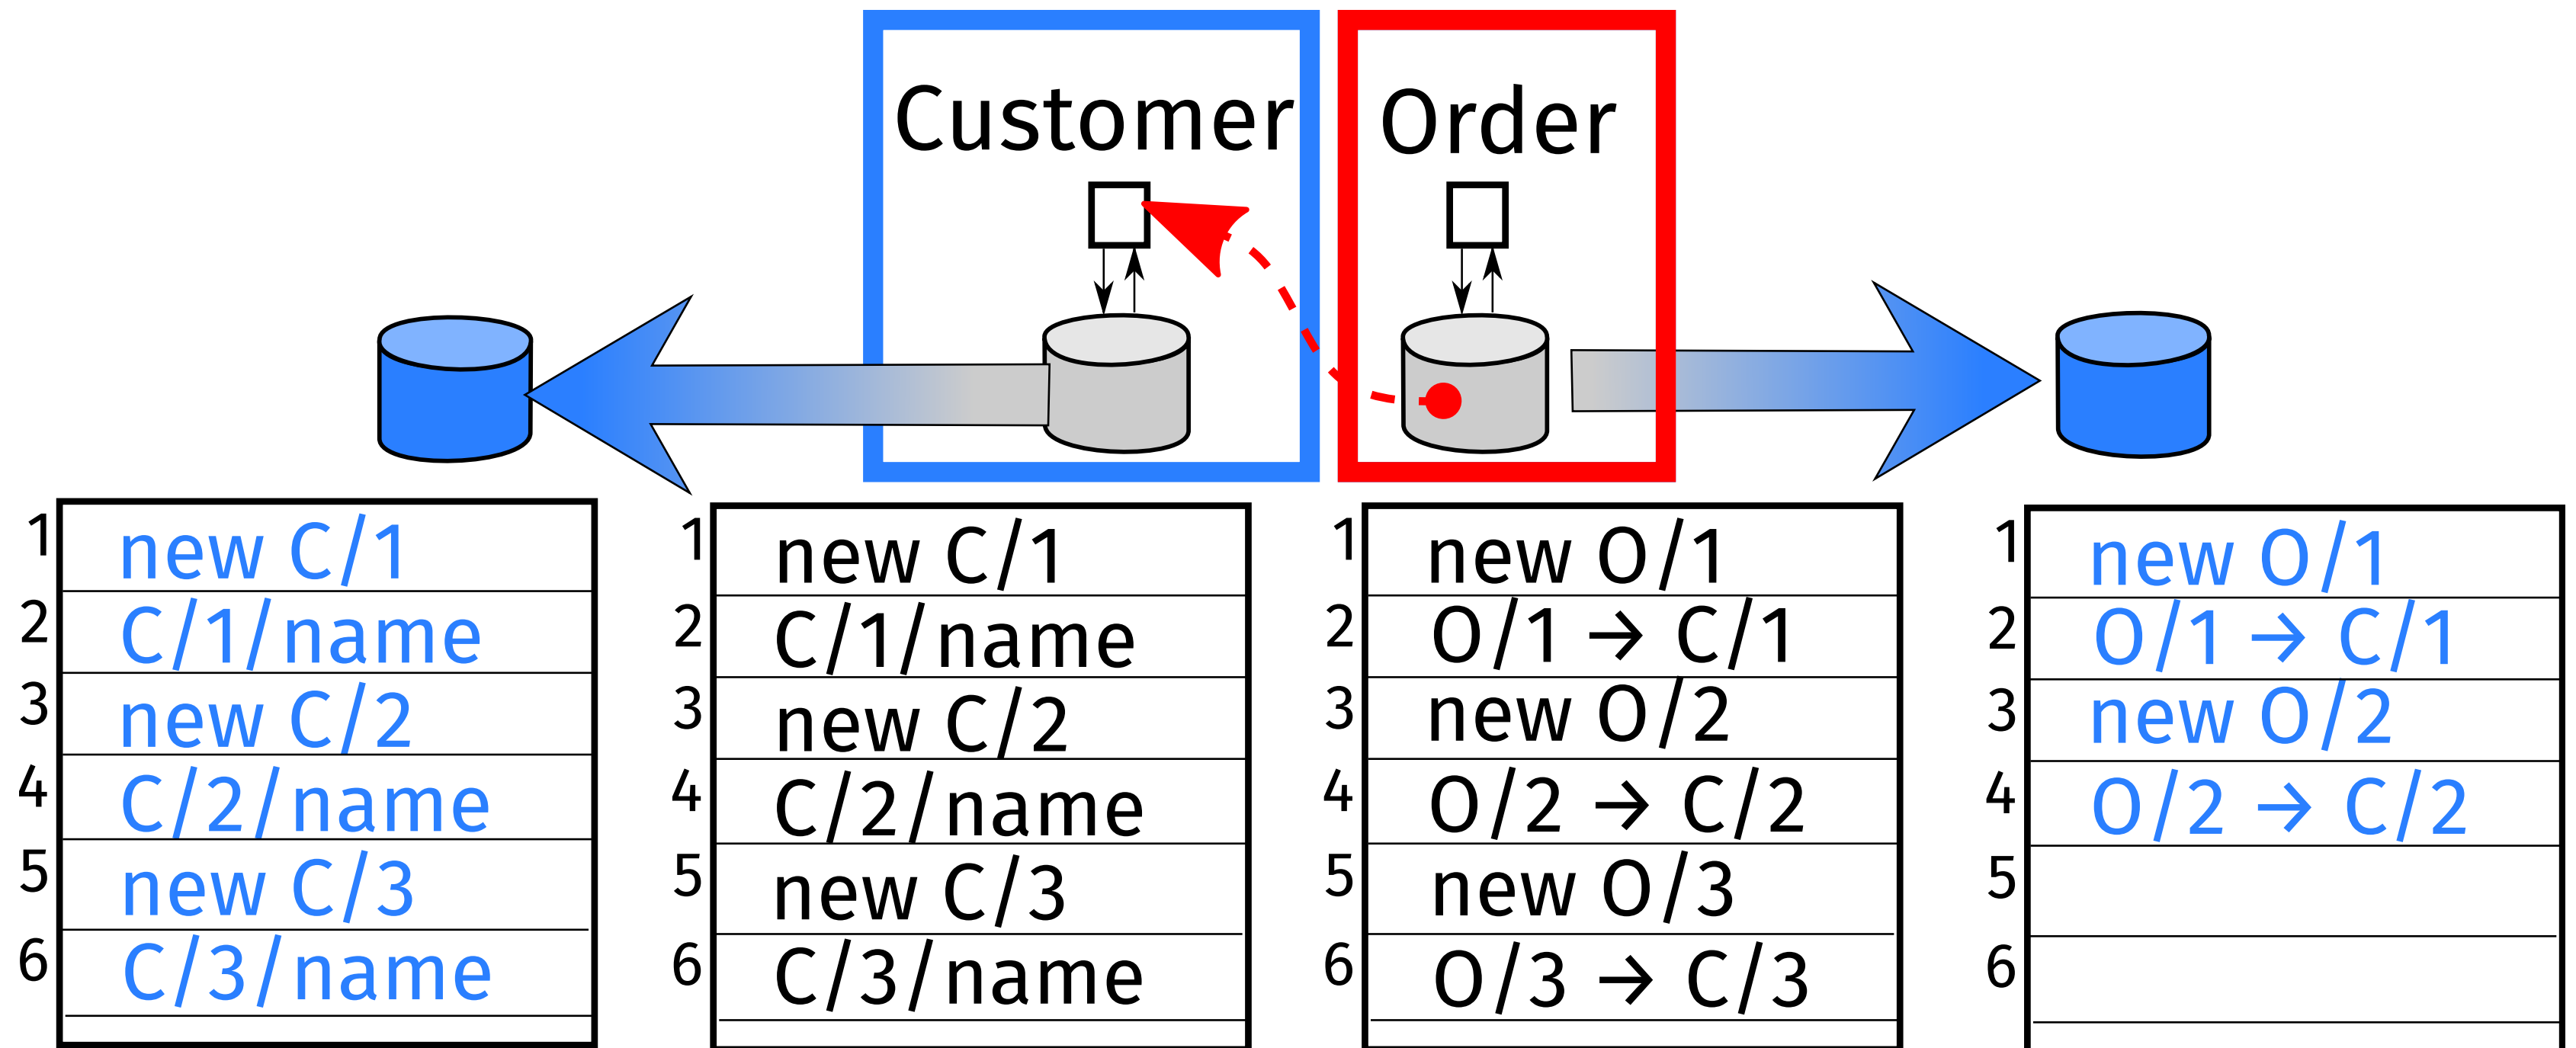 Customer
Order
1 new C/1
2 C/1/name
3 new C/2
4 C/2/name
5 new C/3
6 C/3/name
1 new C/1
2 C/1/name
3 new C/2
4 C/2/name
5 new C/3
6 C/3/name
1 new O/1
2 O/1 → C/1
3 new O/2
4 O/2 → C/2
5 new O/3
6 O/3 → C/3
1 new O/1
2 O/1 → C/1
3 new O/2
4 O/2 → C/2
5
6